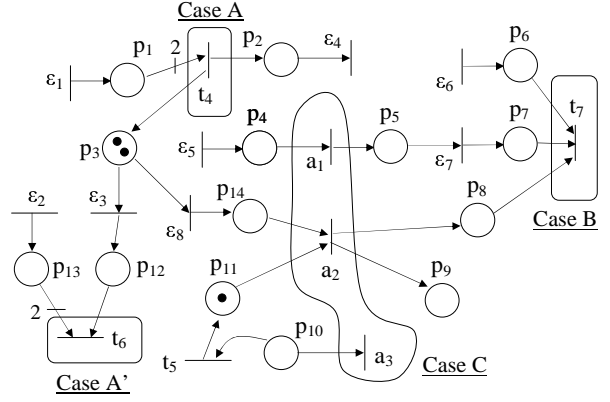 Case A
p1 2 p2 ε4 p6
ε1 ε6
t4 t7
p3 ε5 p4 p5 p7
a1 ε7
ε2 ε3 p14 p8
ε8 Case B
p13 p12 p11 a2 p9
2
t6 p10
t5 a3 Case C
Case A'